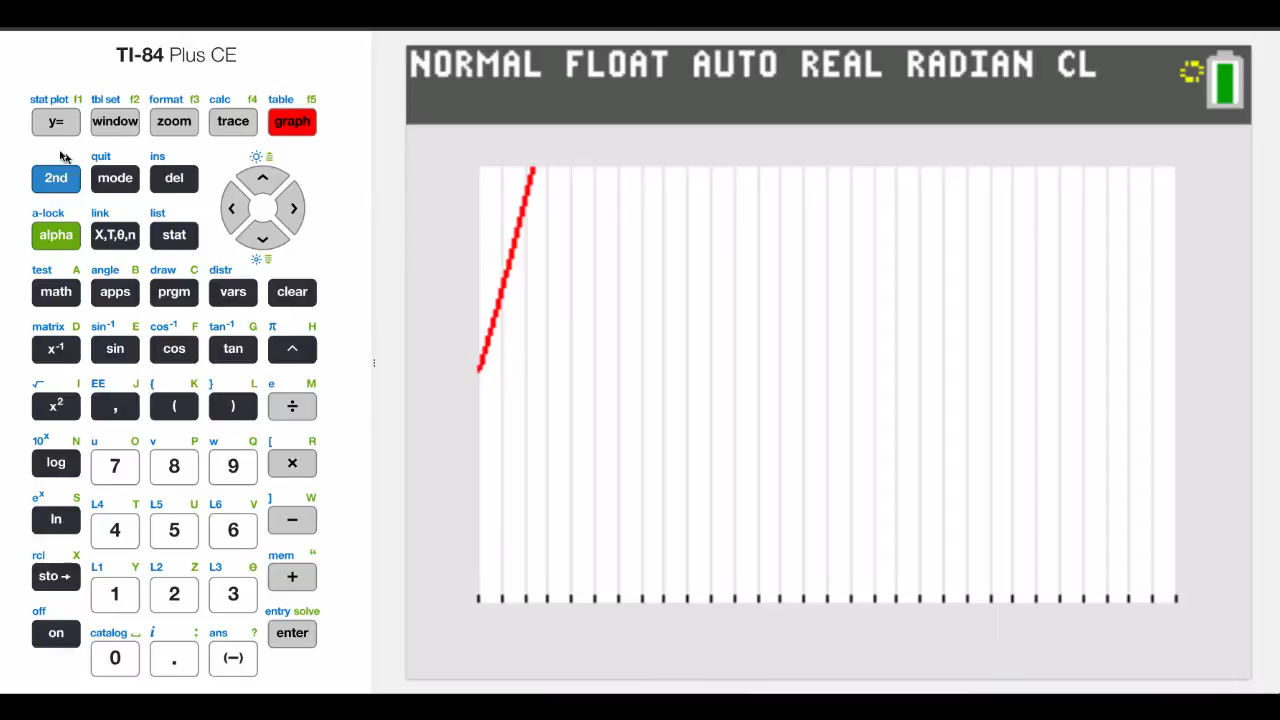 TI-84 Plus CE
NORMAL FLOAT AUTO REAL RADIAN CL
stat plot f1 tbl set f2 format f3 calc f4 table f5
y= window zoom trace graph
quit ins
2nd mode del
a-lock link list
alpha X,T,θ,n stat
test A angle B draw C distr
math apps prgm vars clear
matrix D sin⁻¹ E cos⁻¹ F tan⁻¹ G π H
x⁻¹ sin cos tan ^
√ I EE J { K } L e M
x² , ( ) ÷
10ˣ N u O v P w Q [ R
log 7 8 9 ×
eˣ S L4 T L5 U L6 V ] W
ln 4 5 6 −
rcl X L1 Y L2 Z L3 θ mem “
sto→ 1 2 3 +
off catalog ⎵ i : ans ? entry solve
on 0 . (−) enter